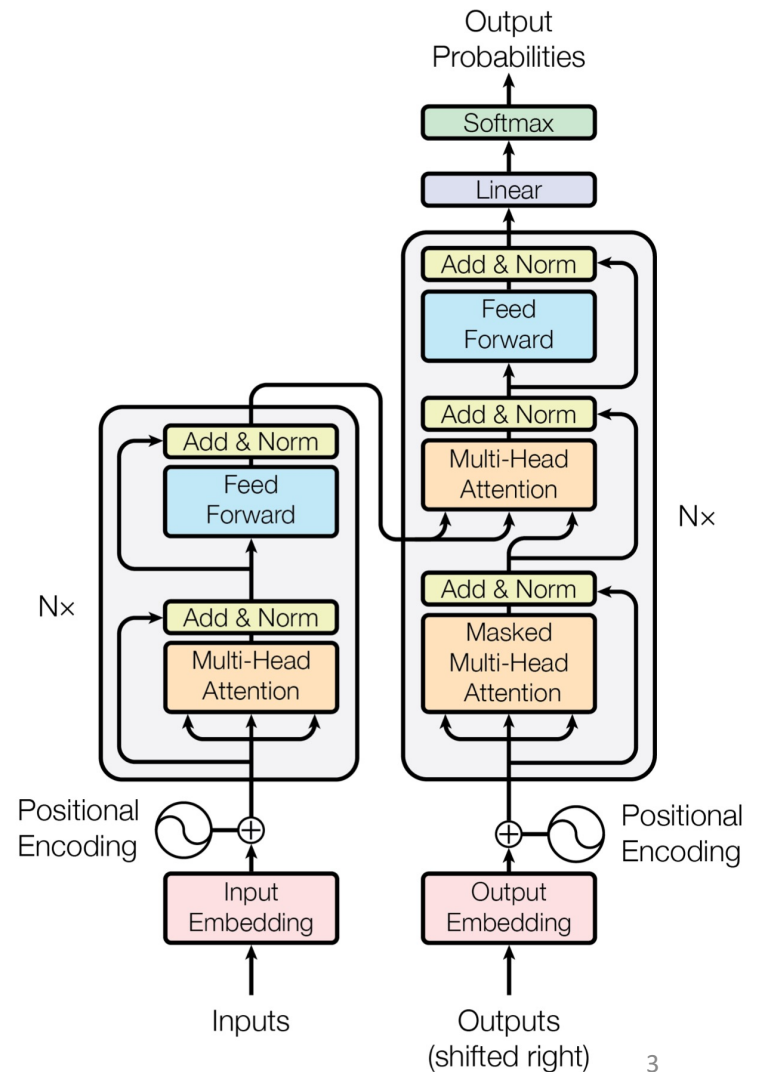 Output
Probabilities
Softmax
Linear
Add & Norm
Feed
Forward
Add & Norm
Multi-Head
Attention
N×
Add & Norm
Masked
Multi-Head
Attention
Add & Norm
Feed
Forward
N×
Add & Norm
Multi-Head
Attention
Positional
Encoding
Positional
Encoding
Input
Embedding
Output
Embedding
Inputs
Outputs
(shifted right)
3